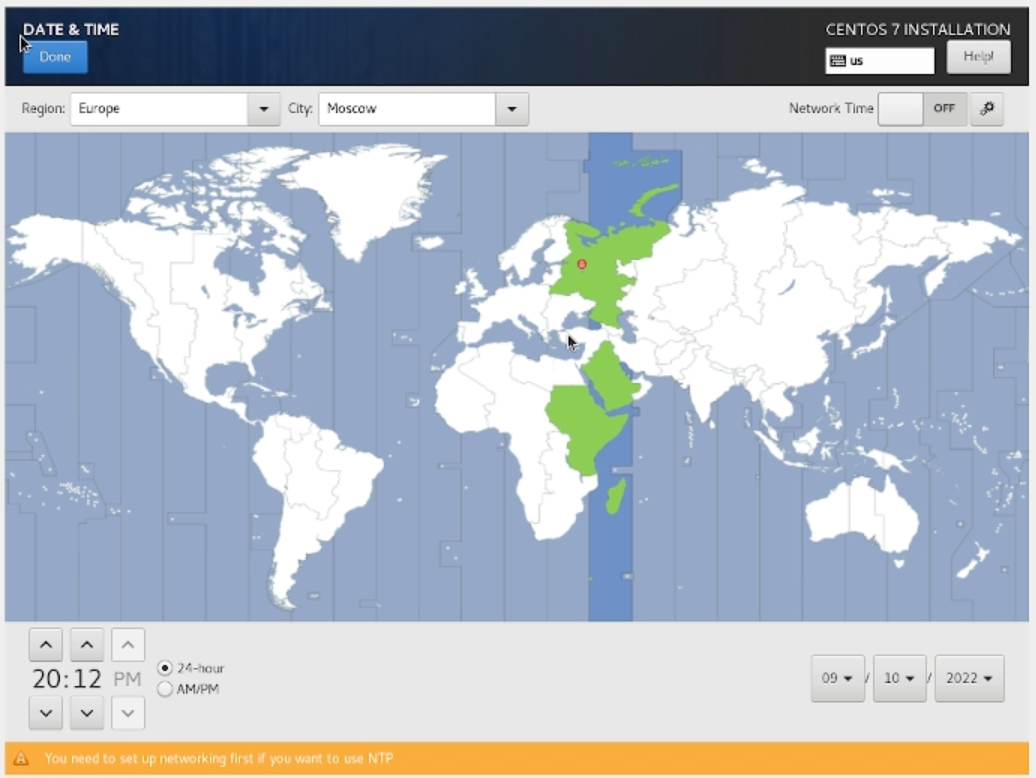 DATE & TIME
CENTOS 7 INSTALLATION
Done
us
Help!
Region: Europe City: Moscow Network Time OFF
20:12 PM
24-hour
AM/PM
09 / 10 / 2022
You need to set up networking first if you want to use NTP